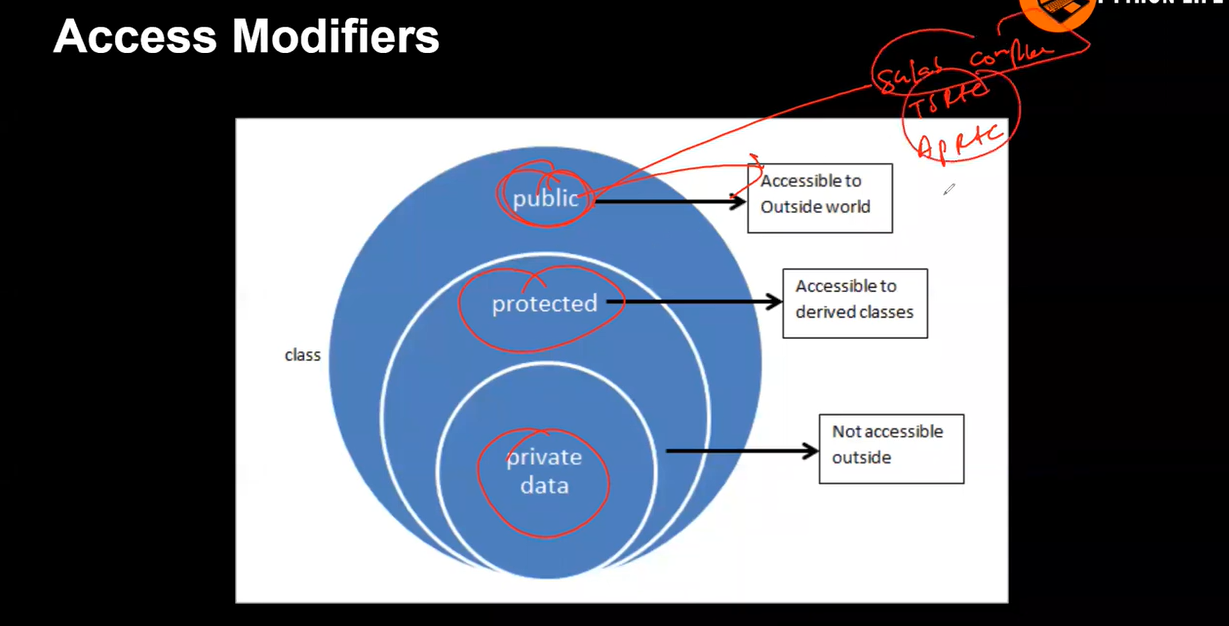 Access Modifiers
TSRTC
APRTC
public
Accessible to
Outside world
protected
Accessible to
derived classes
class
private
data
Not accessible
outside